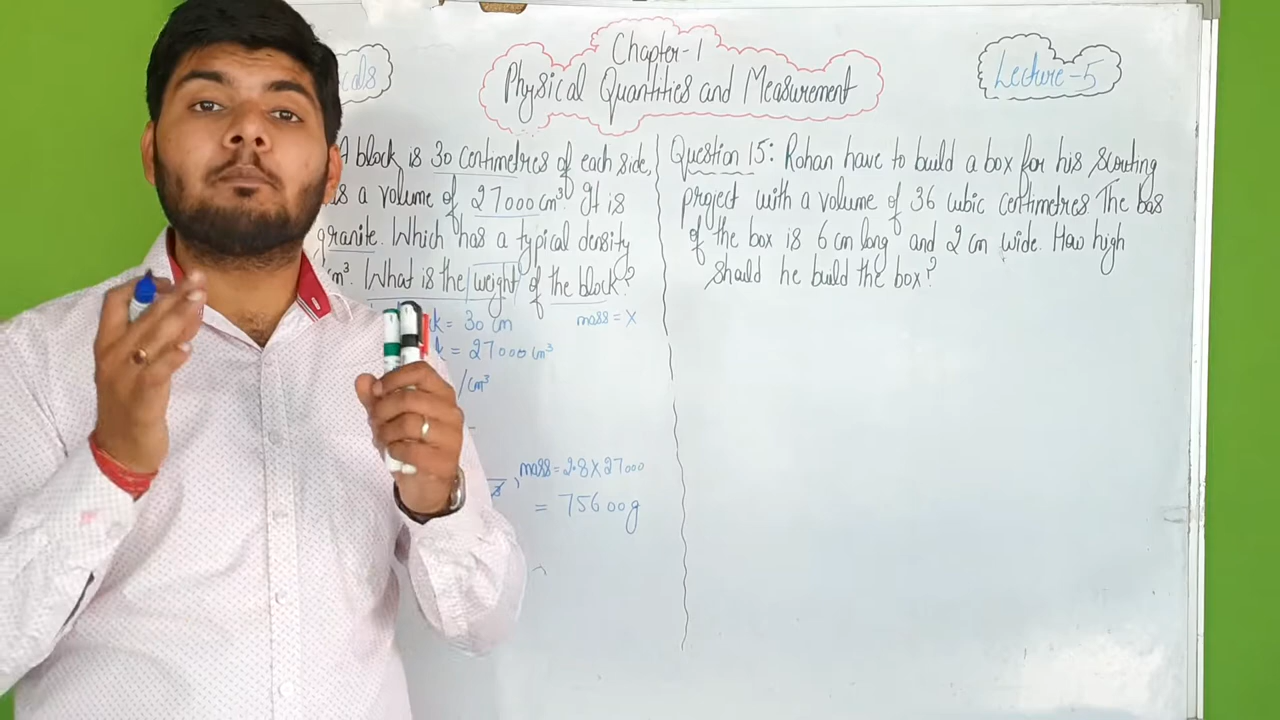 Chapter-1
Physical Quantities and Measurement
Lecture-5
A block is 30 centimetres of each side,
a volume of 27000 cm³. It is
granite. Which has a typical density
What is the weight of the block?
= 30 cm
mass = x
= 27000 cm³
/cm³
mass = 2.8 x 27000
= 75600g
Question 15: Rohan have to build a box for his scouting
project with a volume of 36 cubic centimetres. The bas
of the box is 6 cm long and 2 cm wide. How high
should he build the box?